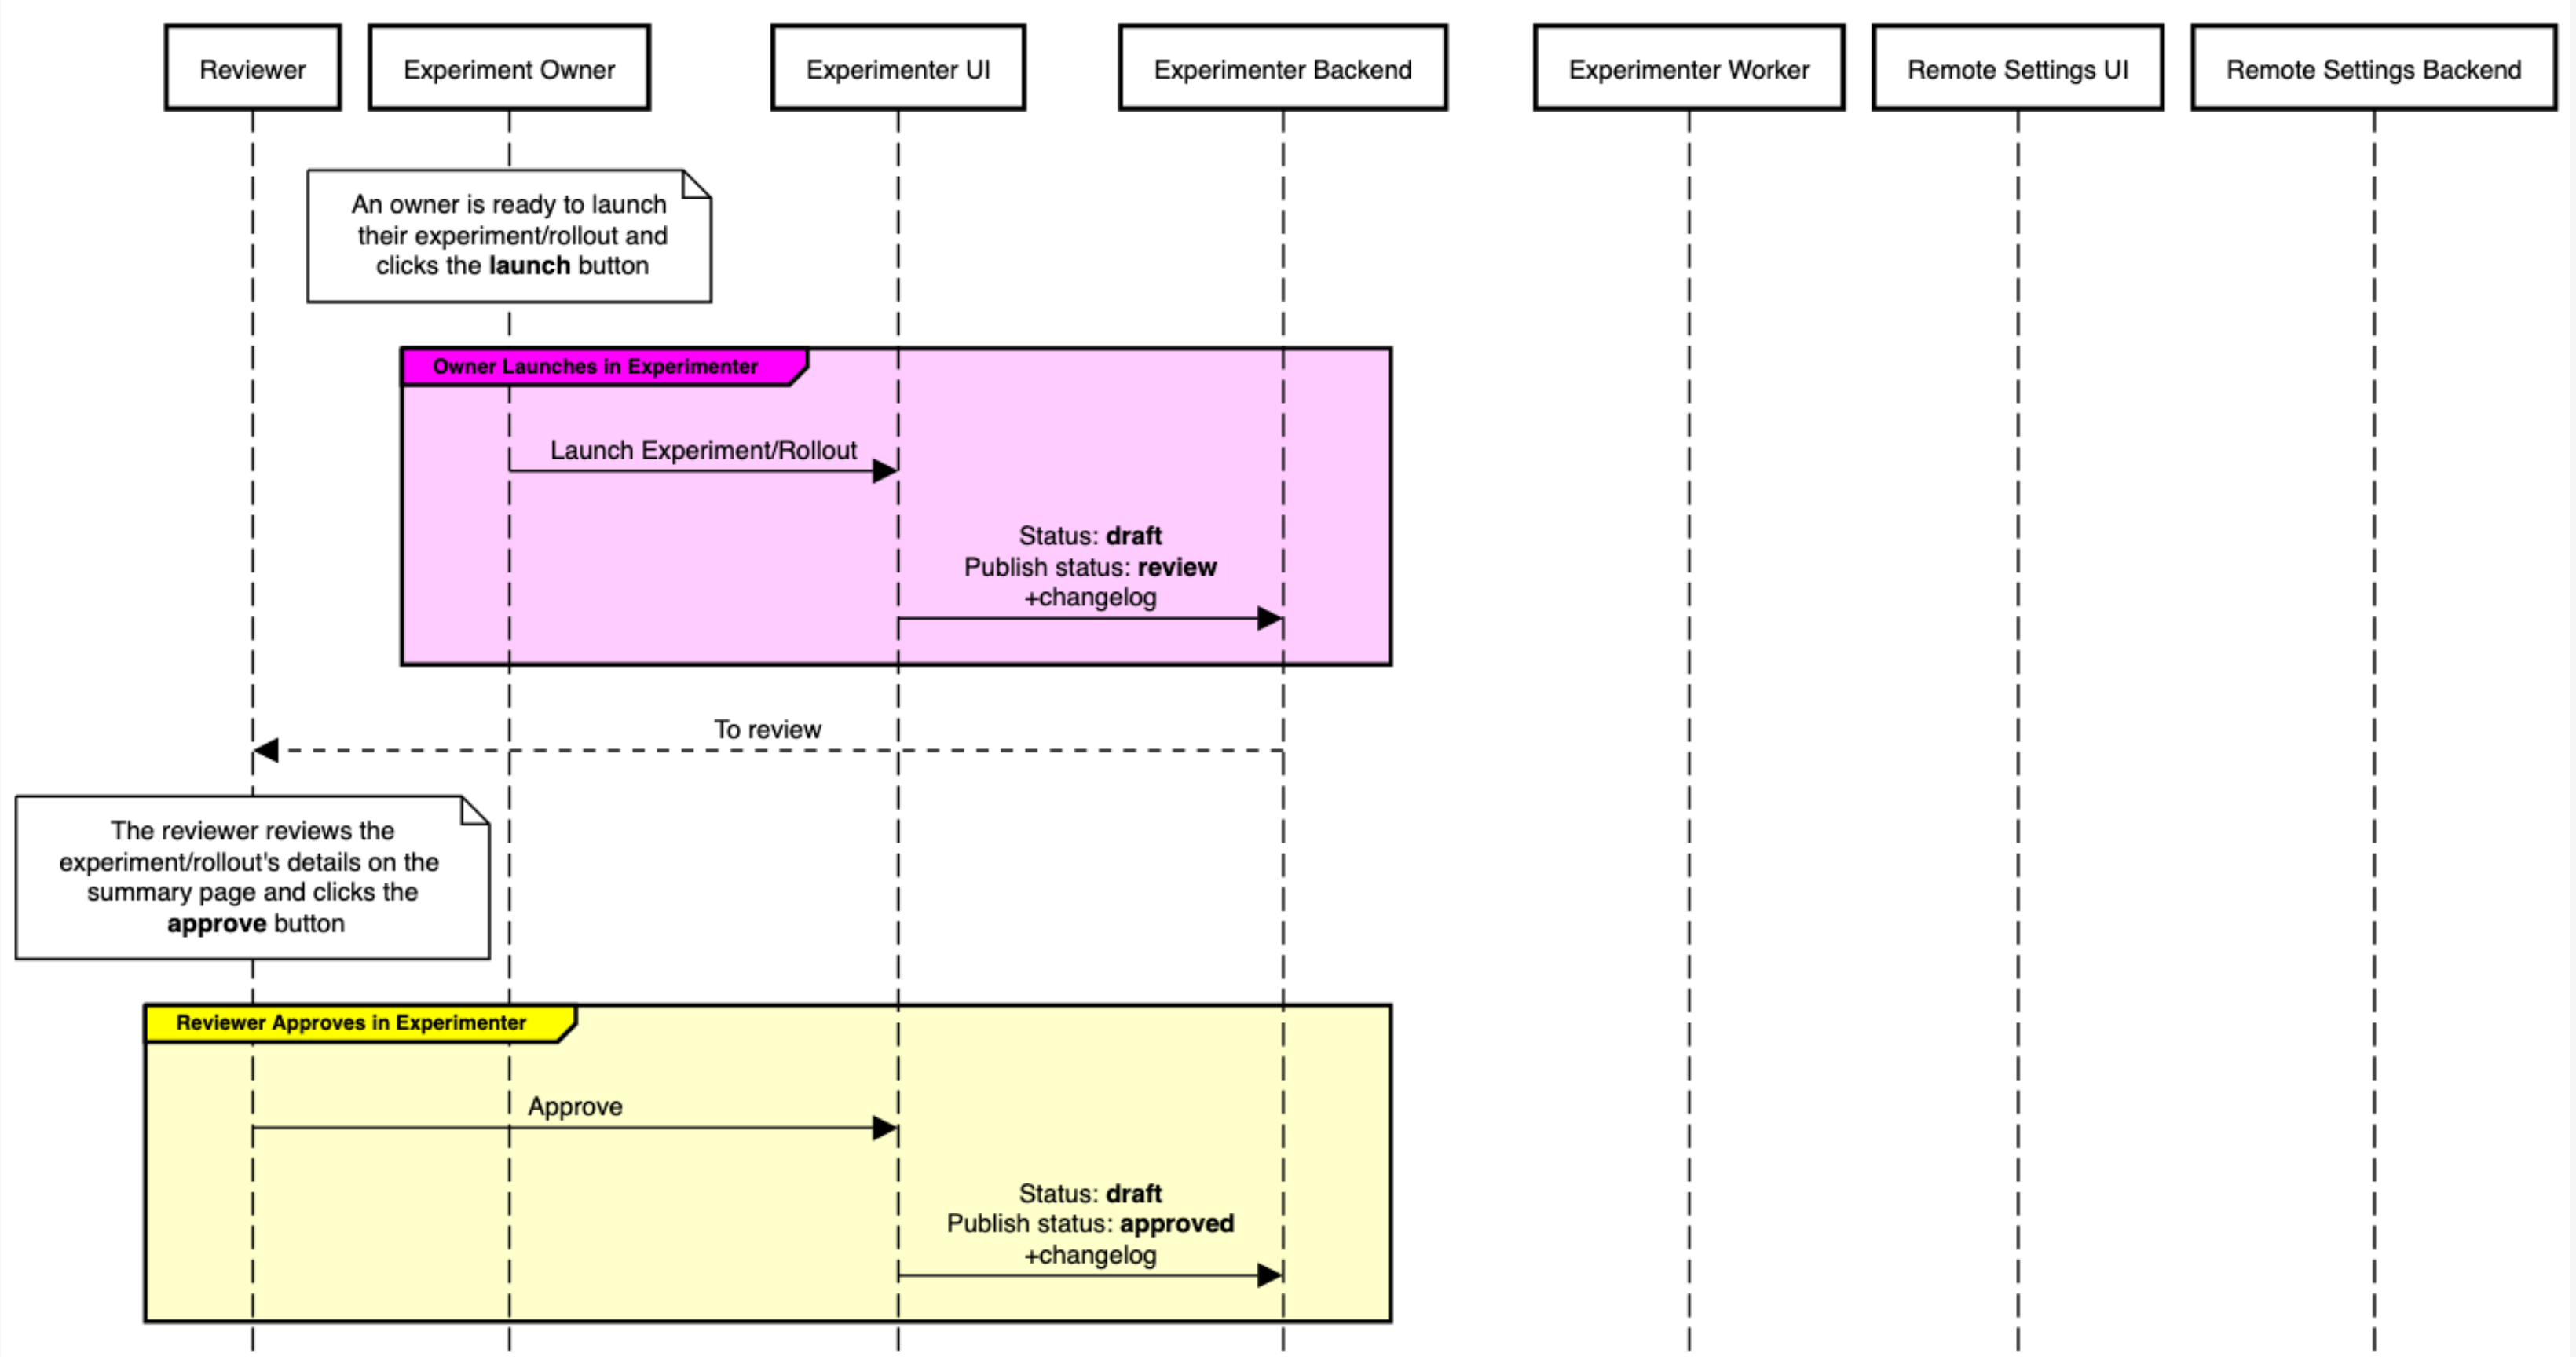 Reviewer
Experiment Owner
Experimenter UI
Experimenter Backend
Experimenter Worker
Remote Settings UI
Remote Settings Backend
An owner is ready to launch
their experiment/rollout and
clicks the launch button
Owner Launches in Experimenter
Launch Experiment/Rollout
Status: draft
Publish status: review
+changelog
To review
The reviewer reviews the
experiment/rollout's details on the
summary page and clicks the
approve button
Reviewer Approves in Experimenter
Approve
Status: draft
Publish status: approved
+changelog